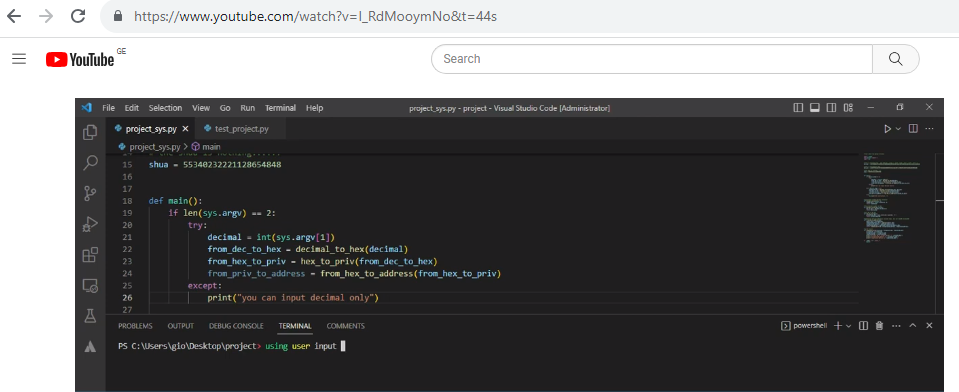 https://www.youtube.com/watch?v=I_RdMooymNo&t=44s
YouTube GE
Search
File Edit Selection View Go Run Terminal Help project_sys.py - project - Visual Studio Code [Administrator]
project_sys.py test_project.py
project_sys.py > main
15 shua = 55340232221128654848
16
17
18 def main():
19 if len(sys.argv) == 2:
20 try:
21 decimal = int(sys.argv[1])
22 from_dec_to_hex = decimal_to_hex(decimal)
23 from_hex_to_priv = hex_to_priv(from_dec_to_hex)
24 from_priv_to_address = from_hex_to_address(from_hex_to_priv)
25 except:
26 print("you can input decimal only")
27
PROBLEMS OUTPUT DEBUG CONSOLE TERMINAL COMMENTS powershell
PS C:\Users\gio\Desktop\project> using user input